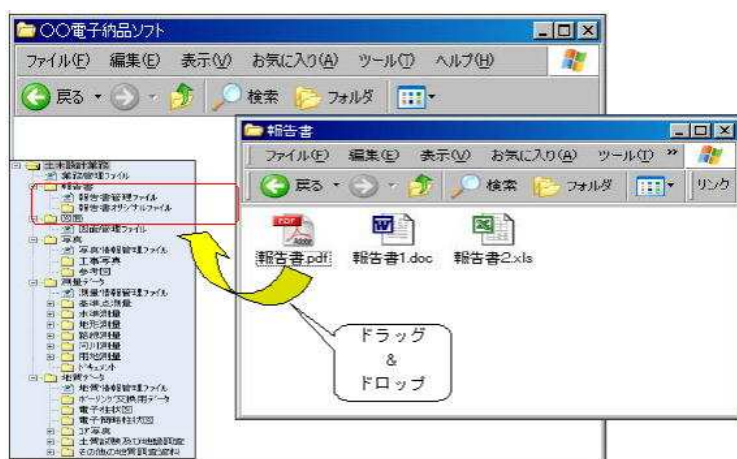 〇〇電子納品ソフト
ファイル(F) 編集(E) 表示(V) お気に入り(A) ツール(T) ヘルプ(H)
戻る 検索 フォルダ
土木設計業務
業務管理ファイル
報告書
報告書管理ファイル
報告書オリジナルファイル
図面
図面管理ファイル
写真
写真情報管理ファイル
工事写真
参考図
測量データ
測量情報管理ファイル
基準点測量
水準測量
地形測量
路線測量
河川測量
用地測量
ドキュメント
地質データ
地質情報管理ファイル
ボーリング交換用データ
電子柱状図
電子簡略柱状図
コア写真
土質試験及び地盤調査
その他の地質調査資料
報告書
ファイル(F) 編集(E) 表示(V) お気に入り(A) ツール(T) »
戻る 検索 フォルダ リンク
PDF
Adobe
報告書.pdf 報告書1.doc 報告書2.xls
ドラッグ
&
ドロップ